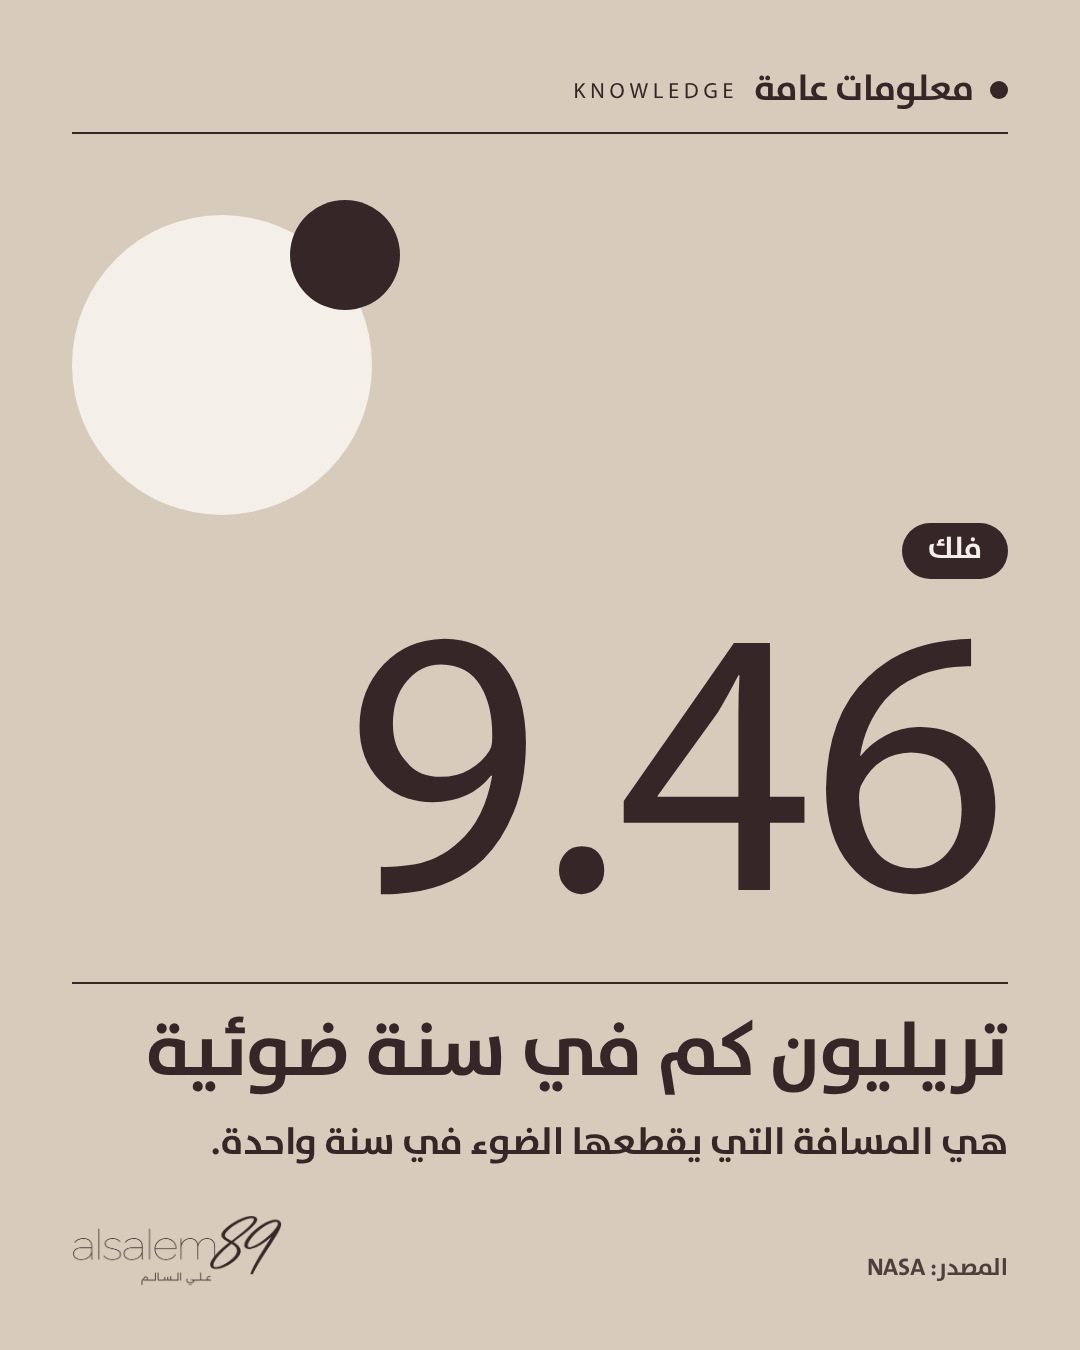 معلومات عامة KNOWLEDGE
فلك
9.46
تريليون كم في سنة ضوئية
هي المسافة التي يقطعها الضوء في سنة واحدة.
المصدر: NASA
alsalem89
علي السالم